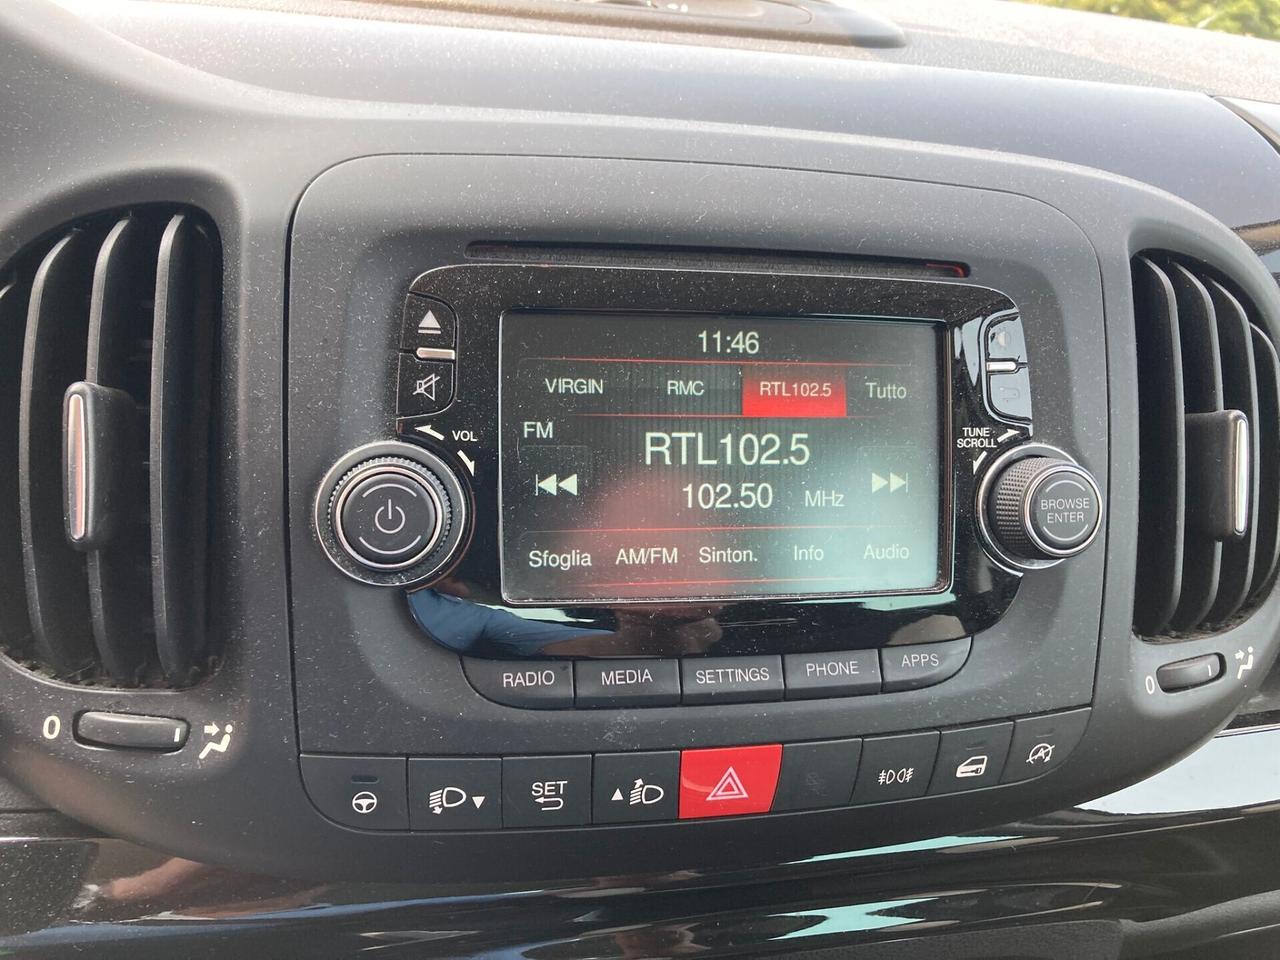 11:46
VIRGIN RMC RTL102.5 Tutto
FM
RTL102.5
102.50 MHz
Sfoglia AM/FM Sinton. Info Audio
VOL
TUNE
SCROLL
BROWSE
ENTER
RADIO MEDIA SETTINGS PHONE APPS
0 I
0 I
SET
A